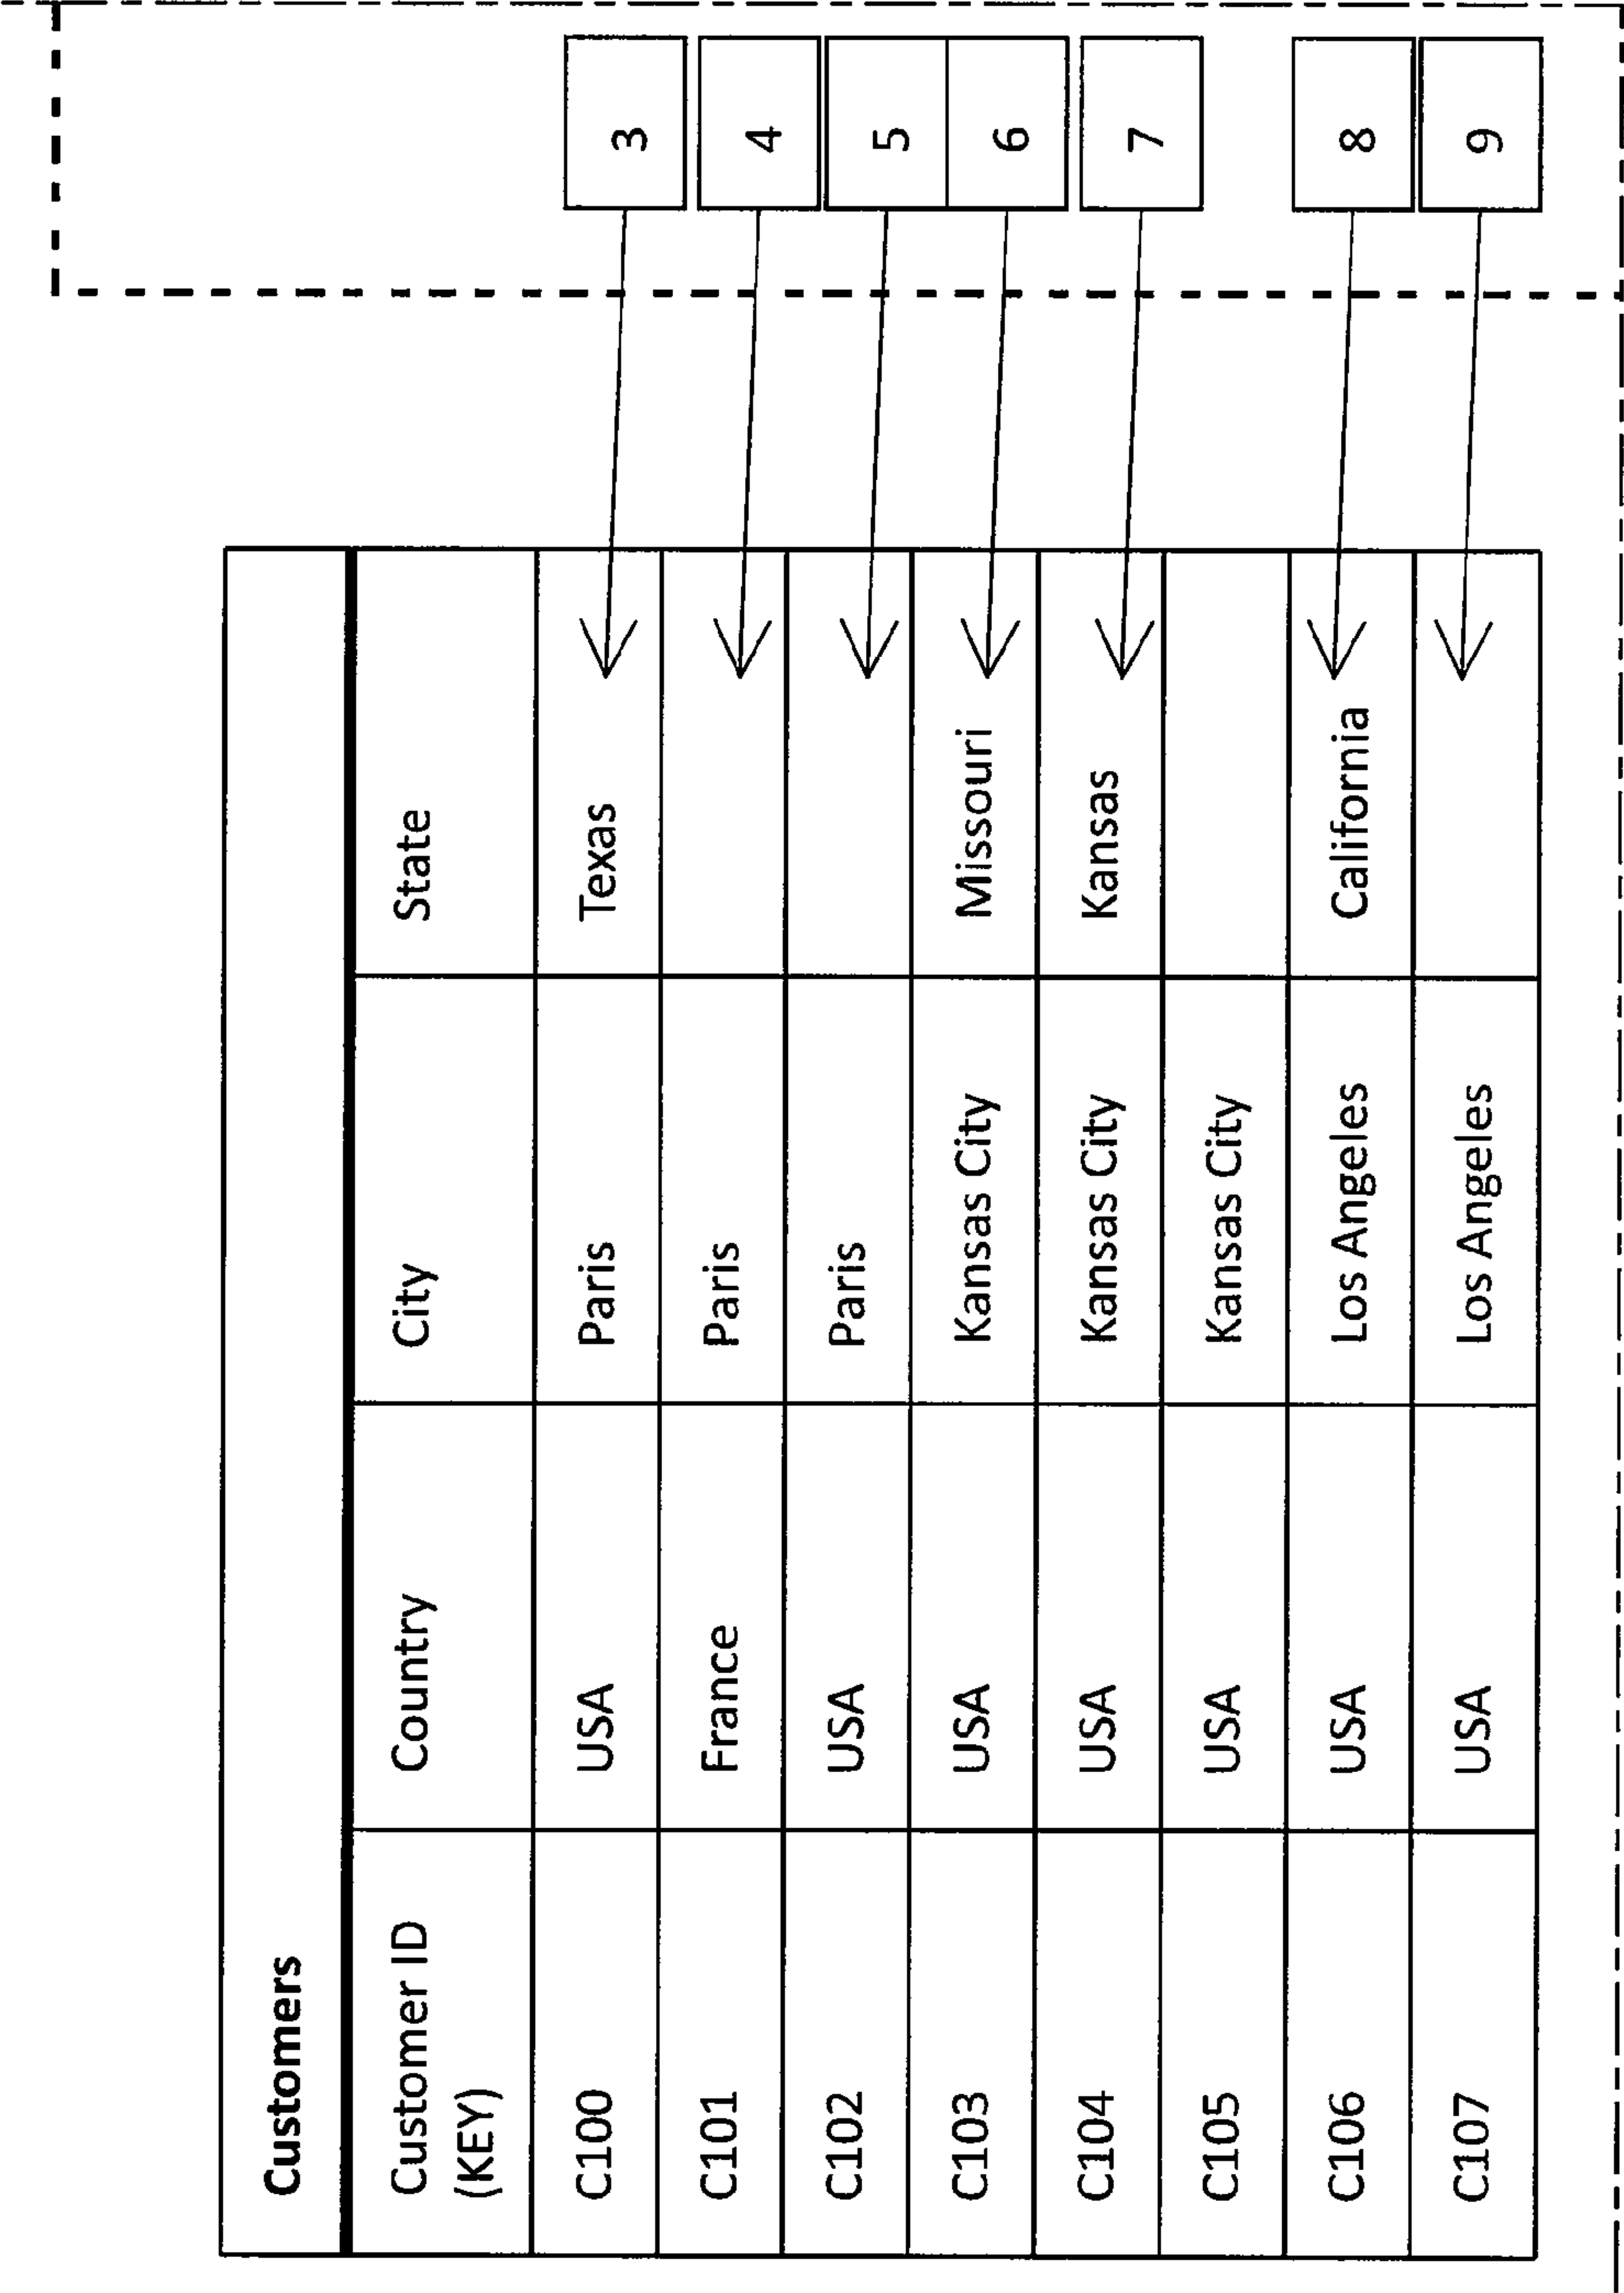 Customers
Customer ID (KEY) Country City State
C100 USA Paris Texas 3
C101 France Paris 4
C102 USA Paris 5
C103 USA Kansas City Missouri 6
C104 USA Kansas City Kansas 7
C105 USA Kansas City
C106 USA Los Angeles California 8
C107 USA Los Angeles 9